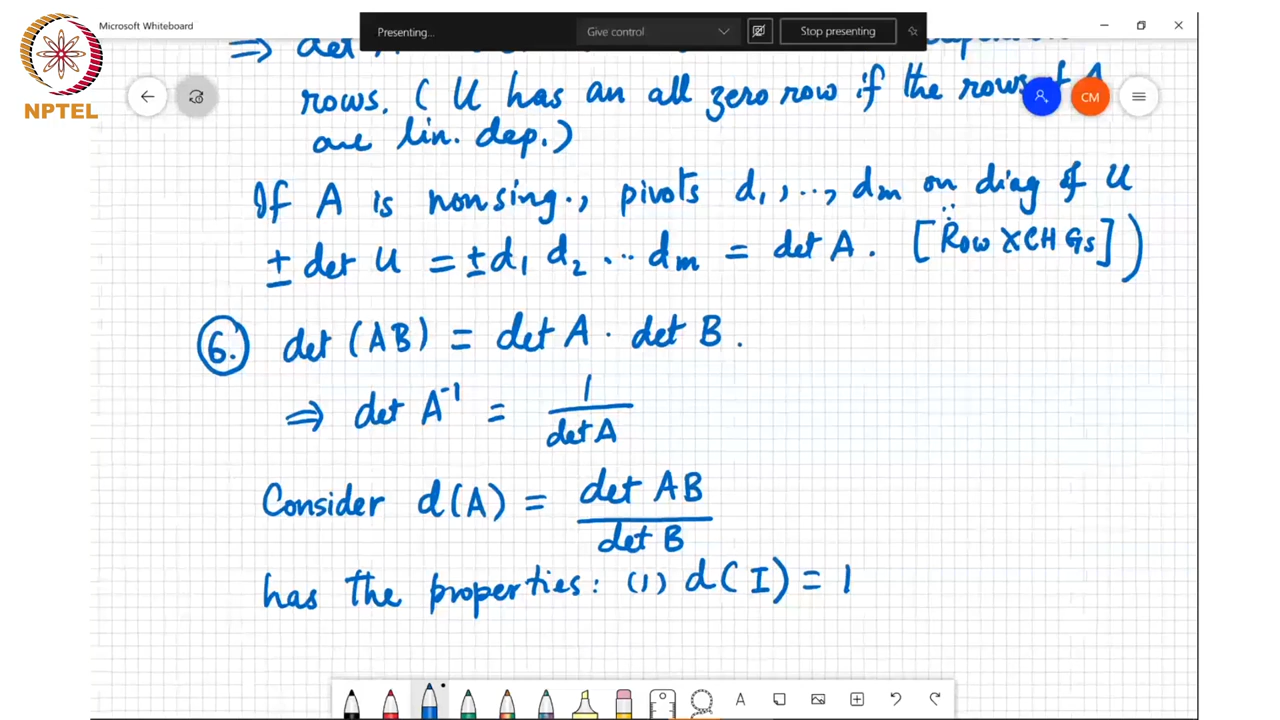 Microsoft Whiteboard
Presenting...
Give control
Stop presenting
NPTEL
CM
⇒ det A
rows. (U has an all zero row if the rows of A
are lin. dep.)
If A is nonsing., pivots d₁, .., dₘ on diag of U
± det U = ± d₁ d₂ ... dₘ = det A. [∵ Row XCHGs])
6. det (AB) = det A . det B.
⇒ det A⁻¹ = 1 / det A
Consider d(A) = det AB / det B
has the properties: (1) d(I) = 1
A